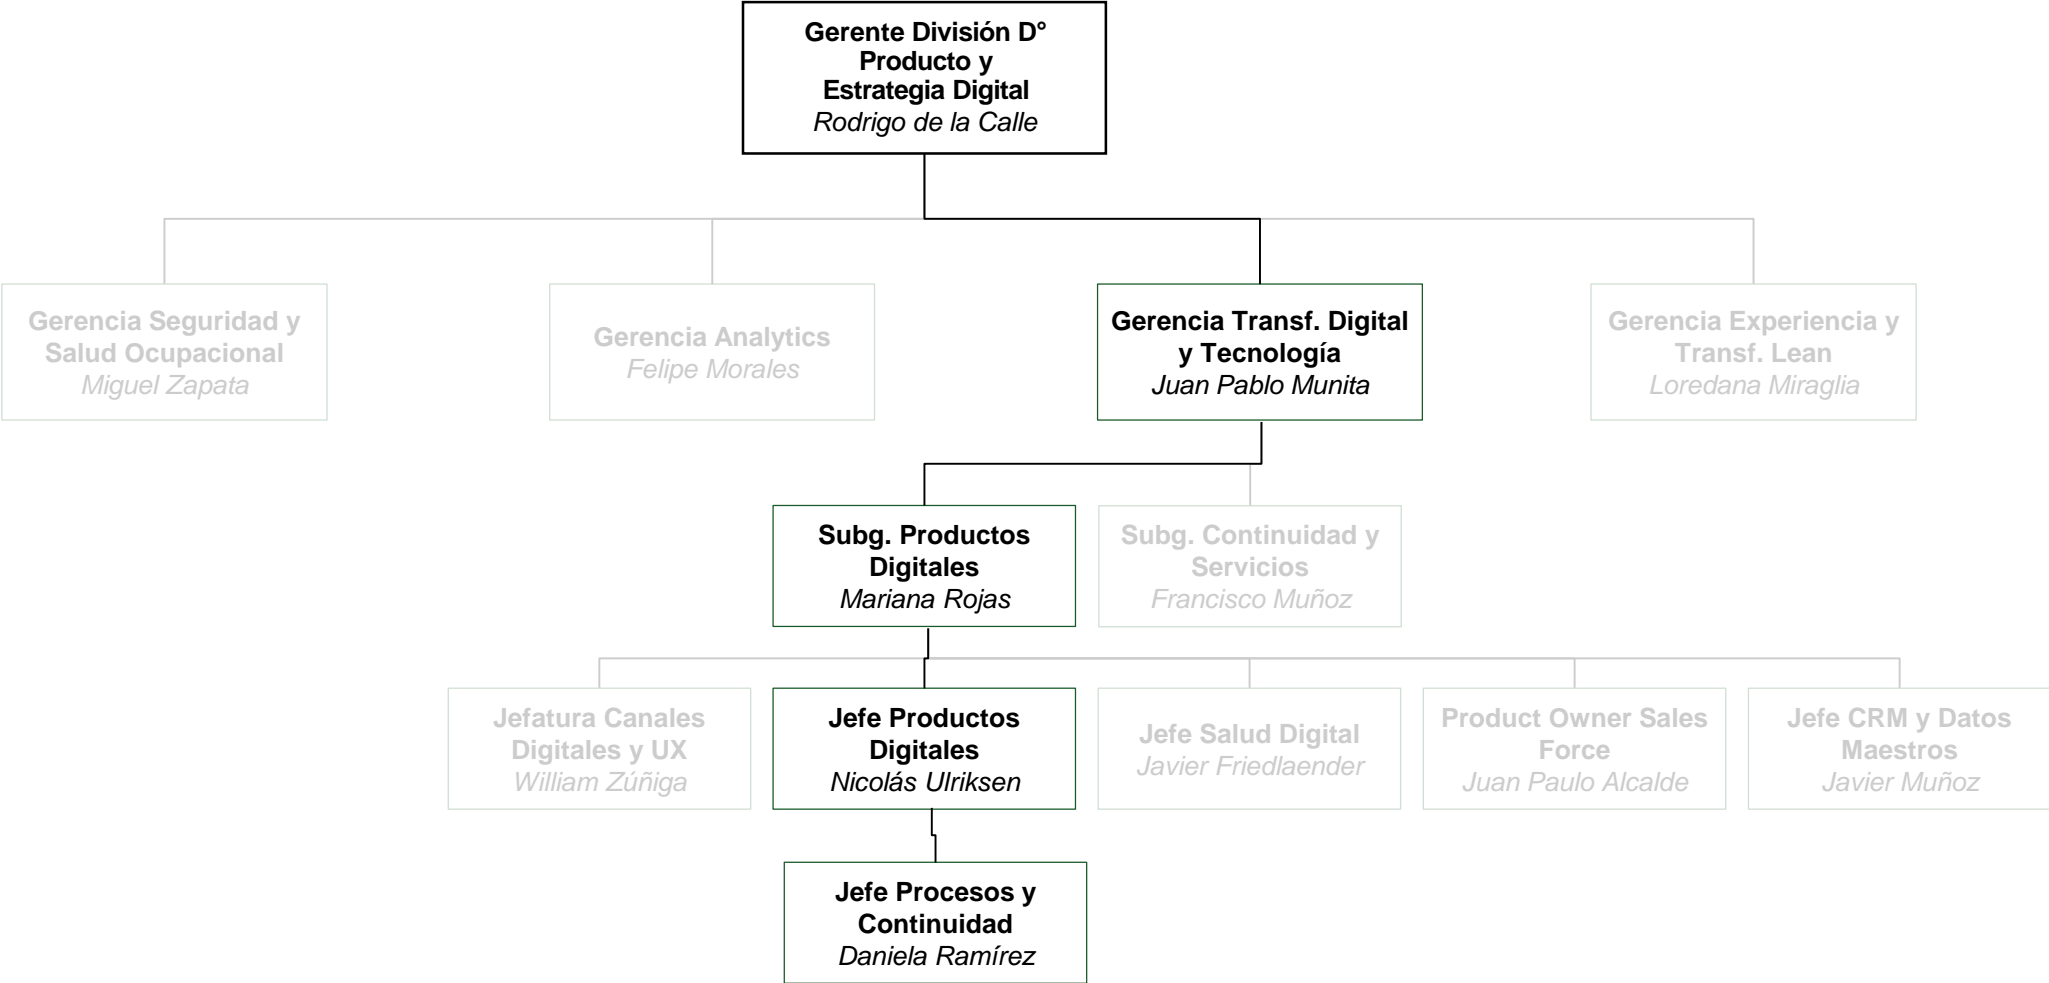 Gerente División D°
Producto y
Estrategia Digital
Rodrigo de la Calle
Gerencia Seguridad y
Salud Ocupacional
Miguel Zapata
Gerencia Analytics
Felipe Morales
Gerencia Transf. Digital
y Tecnología
Juan Pablo Munita
Gerencia Experiencia y
Transf. Lean
Loredana Miraglia
Subg. Productos
Digitales
Mariana Rojas
Subg. Continuidad y
Servicios
Francisco Muñoz
Jefatura Canales
Digitales y UX
William Zúñiga
Jefe Productos
Digitales
Nicolás Ulriksen
Jefe Salud Digital
Javier Friedlaender
Product Owner Sales
Force
Juan Paulo Alcalde
Jefe CRM y Datos
Maestros
Javier Muñoz
Jefe Procesos y
Continuidad
Daniela Ramírez